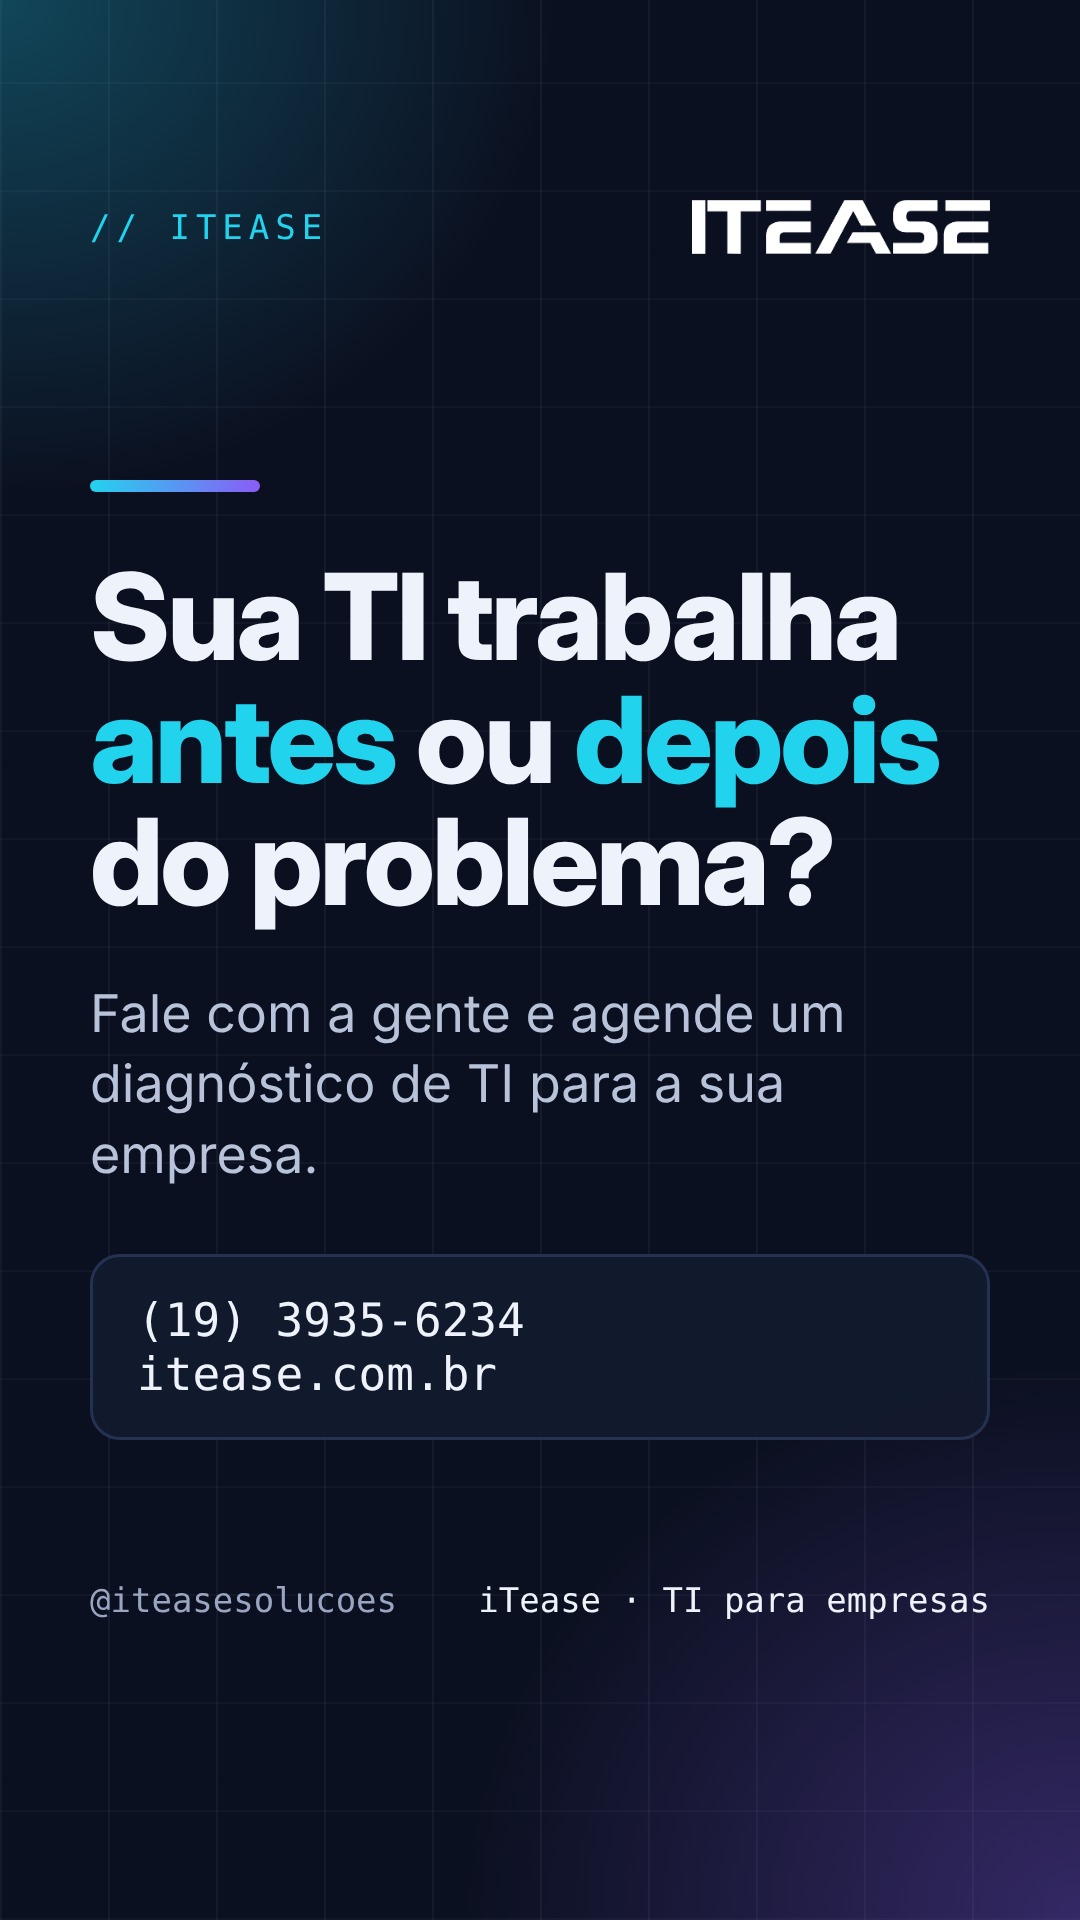 // ITEASE
ITEASE
Sua TI trabalha
antes ou depois
do problema?
Fale com a gente e agende um
diagnóstico de TI para a sua
empresa.
(19) 3935-6234
itease.com.br
@iteasesolucoes
iTease · TI para empresas